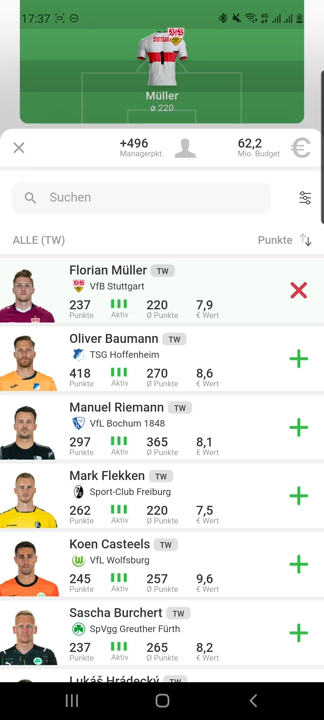 17:37
STUTTGART
1
Müller
ø 220
+496
Managerpkt.
62,2
Mio. Budget
€
Suchen
ALLE (TW)
Punkte
Florian Müller TW
VfB Stuttgart
237 220 7,9
Punkte Aktiv Ø Punkte € Wert
Oliver Baumann TW
TSG Hoffenheim
418 270 8,6
Punkte Aktiv Ø Punkte € Wert
Manuel Riemann TW
VfL Bochum 1848
297 365 8,1
Punkte Aktiv Ø Punkte € Wert
Mark Flekken TW
Sport-Club Freiburg
262 220 7,5
Punkte Aktiv Ø Punkte € Wert
Koen Casteels TW
VfL Wolfsburg
245 257 9,6
Punkte Aktiv Ø Punkte € Wert
Sascha Burchert TW
SpVgg Greuther Fürth
237 265 8,2
Punkte Aktiv Ø Punkte € Wert
Lukáš Hrádecký TW